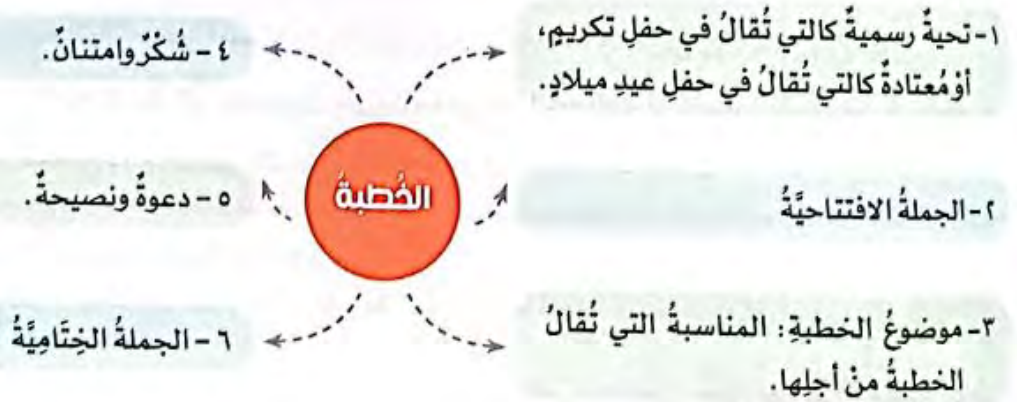 ١- تحيةٌ رسميةٌ كالتي تُقالُ في حفلِ تكريمٍ،
أوْ مُعتادةٌ كالتي تُقالُ في حفلِ عيدِ ميلادٍ.
٢- الجملةُ الافتتاحيَّةُ
٣- موضوعُ الخطبةِ: المناسبةُ التي تُقالُ
الخطبةُ منْ أجلِها.
الخُطبةُ
٤- شُكْرٌ وامتنانٌ.
٥- دعوةٌ ونصيحةٌ.
٦- الجملةُ الخِتَامِيَّةُ